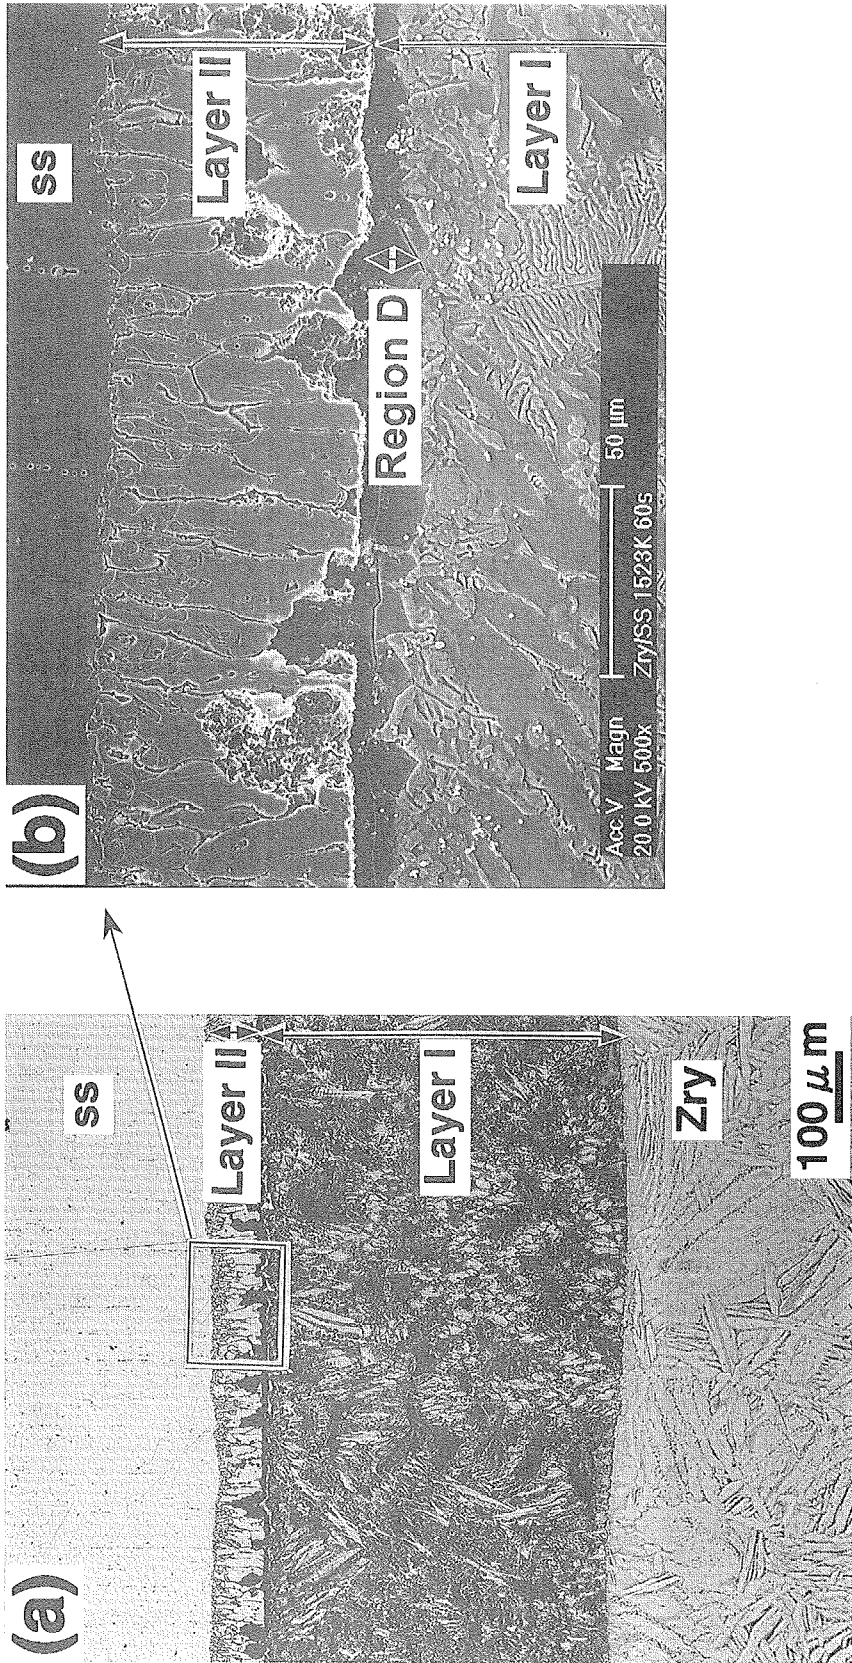 (a)
ss
Layer II
Layer I
Zry
100 μm
(b)
ss
Layer II
Region D
Layer I
Acc.V Magn
20.0 kV 500x
50 μm
Zry/SS 1523K 60s